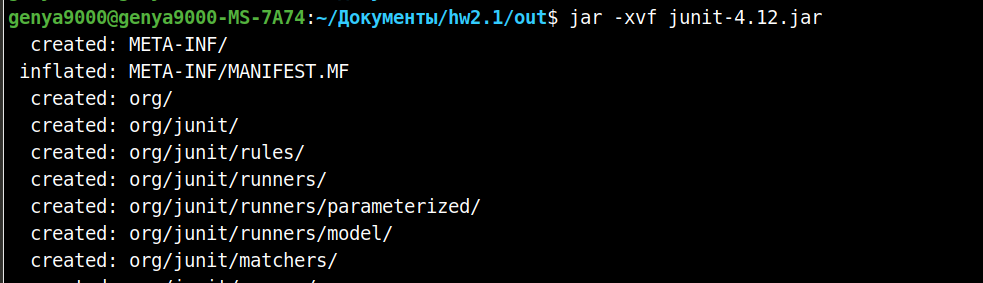 genya9000@genya9000-MS-7A74:~/Документы/hw2.1/out$ jar -xvf junit-4.12.jar
created: META-INF/
inflated: META-INF/MANIFEST.MF
created: org/
created: org/junit/
created: org/junit/rules/
created: org/junit/runners/
created: org/junit/runners/parameterized/
created: org/junit/runners/model/
created: org/junit/matchers/